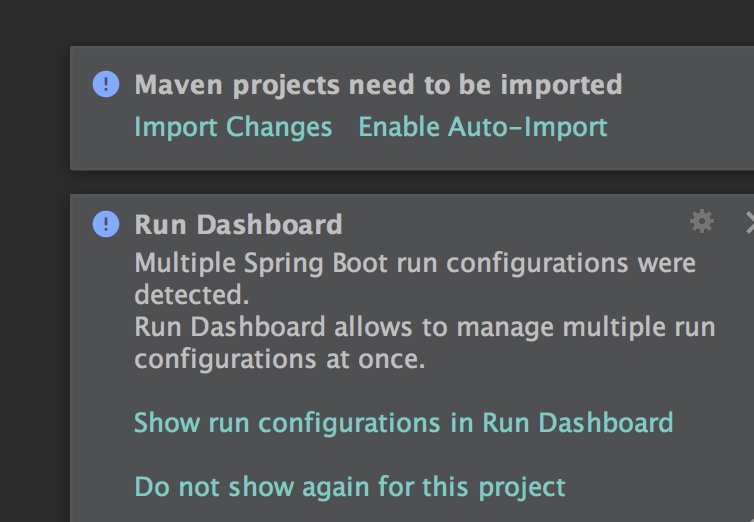 Maven projects need to be imported
Import Changes Enable Auto-Import
Run Dashboard
Multiple Spring Boot run configurations were
detected.
Run Dashboard allows to manage multiple run
configurations at once.
Show run configurations in Run Dashboard
Do not show again for this project